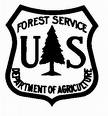 FOREST SERVICE
U S
DEPARTMENT OF AGRICULTURE